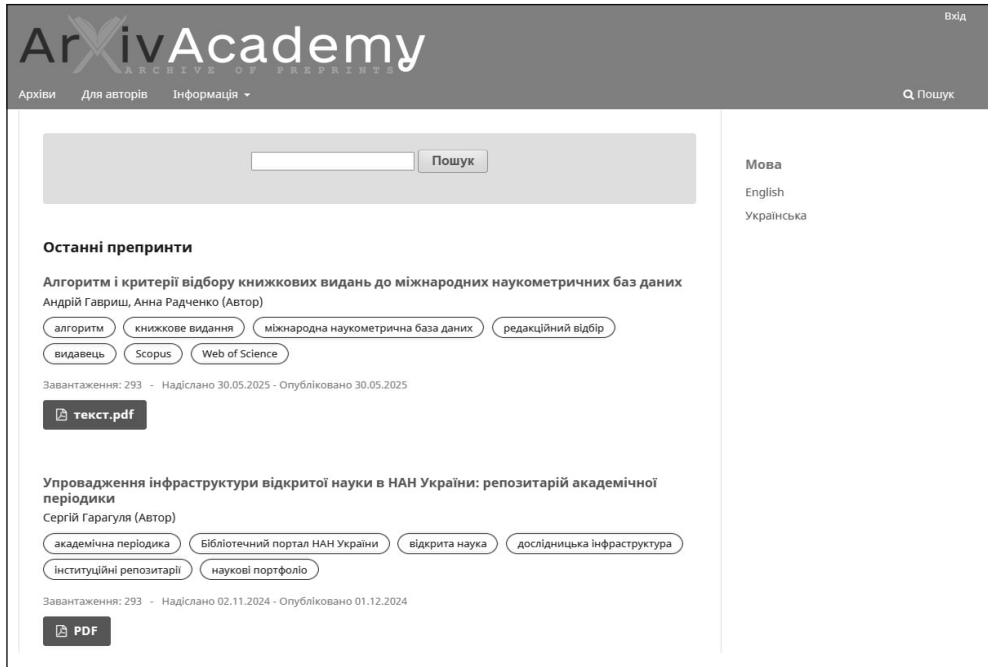 Вхід
ArXivAcademy
ARCHIVE OF PREPRINTS
Архіви Для авторів Інформація
Пошук
Пошук
Мова
English
Українська
Останні препринти
Алгоритм і критерії відбору книжкових видань до міжнародних наукометричних баз даних
Андрій Гавриш, Анна Радченко (Автор)
алгоритм книжкове видання міжнародна наукометрична база даних редакційний відбір
видавець Scopus Web of Science
Завантаження: 293 - Надіслано 30.05.2025 - Опубліковано 30.05.2025
текст.pdf
Упровадження інфраструктури відкритої науки в НАН України: репозитарій академічної
періодики
Сергій Гарагуля (Автор)
академічна періодика Бібліотечний портал НАН України відкрита наука дослідницька інфраструктура
інституційні репозитарії наукові портфоліо
Завантаження: 293 - Надіслано 02.11.2024 - Опубліковано 01.12.2024
PDF